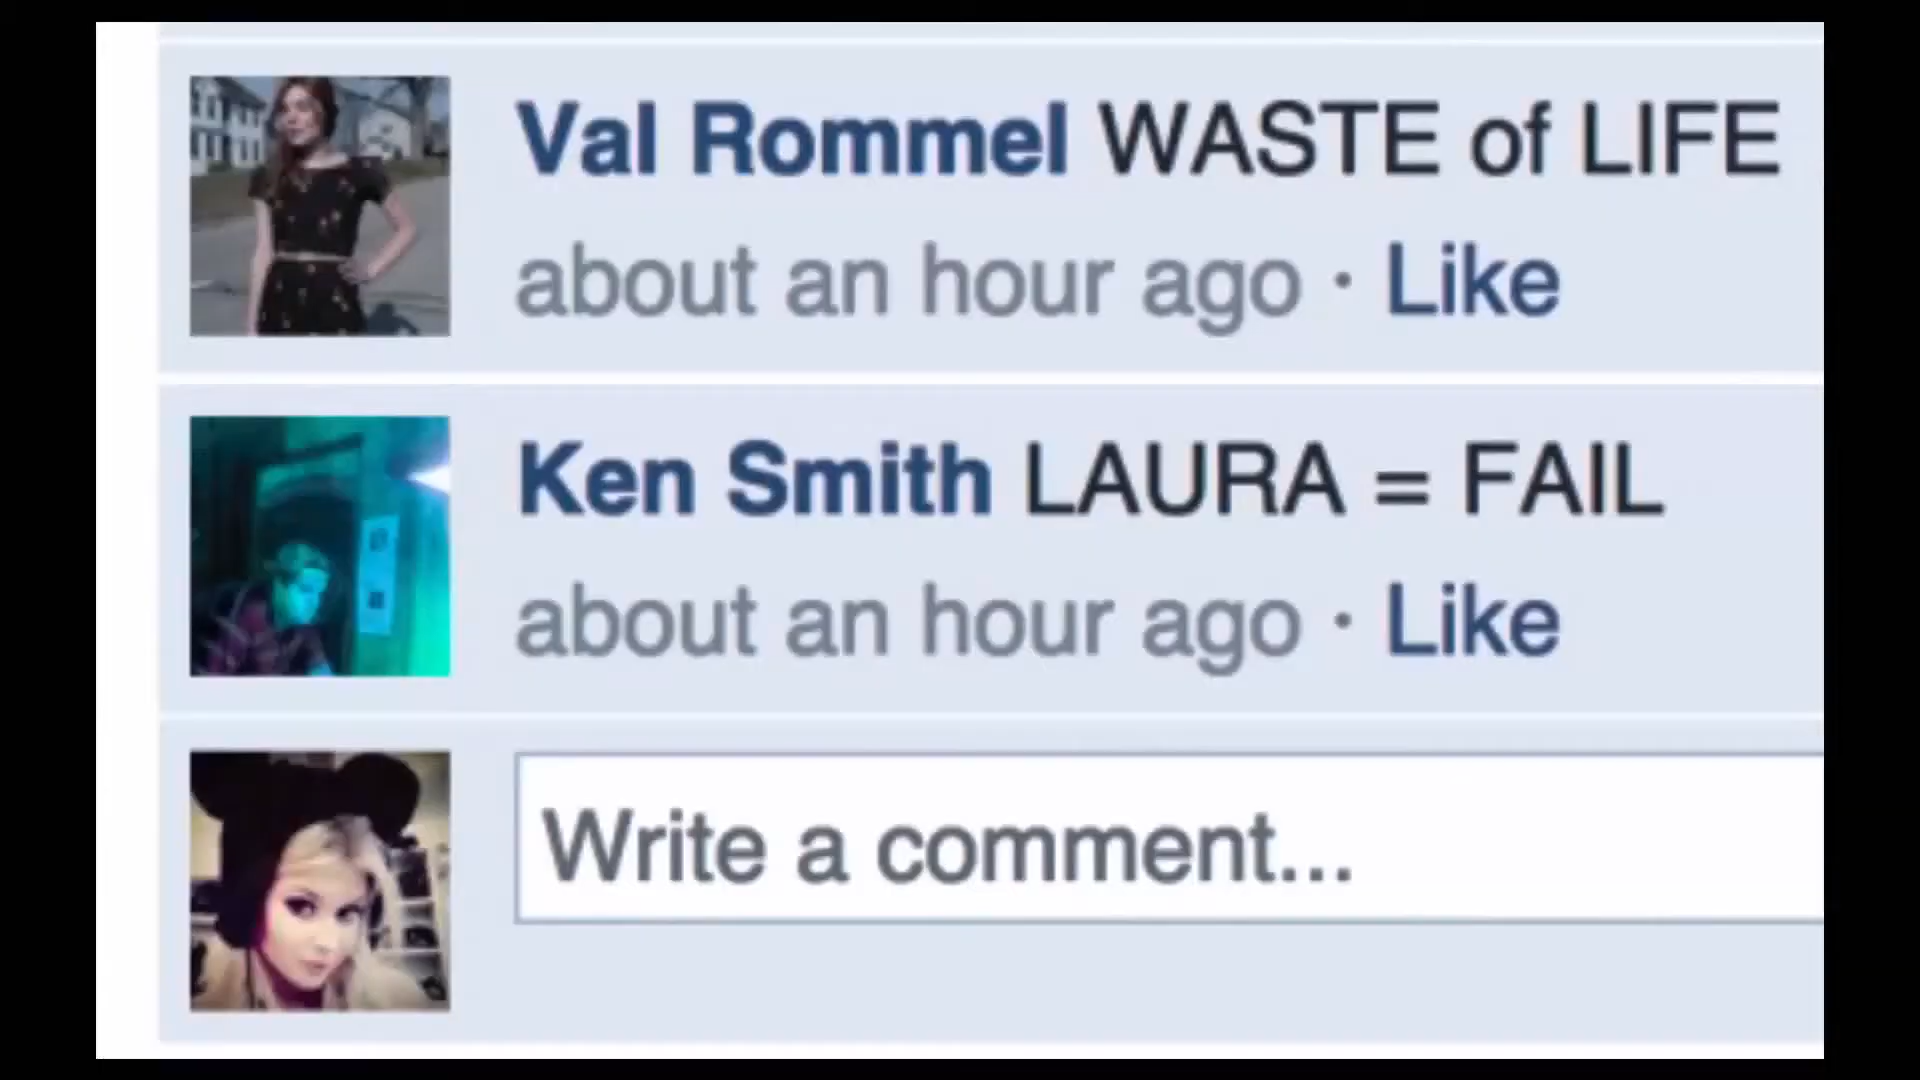 Val Rommel WASTE of LIFE
about an hour ago · Like
Ken Smith LAURA = FAIL
about an hour ago · Like
Write a comment...